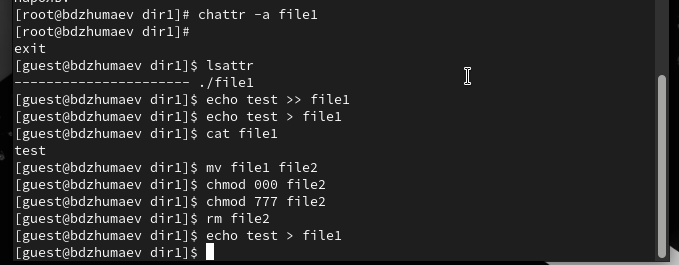 пароль:
[root@bdzhumaev dir1]# chattr -a file1
[root@bdzhumaev dir1]#
exit
[guest@bdzhumaev dir1]$ lsattr
---------------------- ./file1
[guest@bdzhumaev dir1]$ echo test >> file1
[guest@bdzhumaev dir1]$ echo test > file1
[guest@bdzhumaev dir1]$ cat file1
test
[guest@bdzhumaev dir1]$ mv file1 file2
[guest@bdzhumaev dir1]$ chmod 000 file2
[guest@bdzhumaev dir1]$ chmod 777 file2
[guest@bdzhumaev dir1]$ rm file2
[guest@bdzhumaev dir1]$ echo test > file1
[guest@bdzhumaev dir1]$